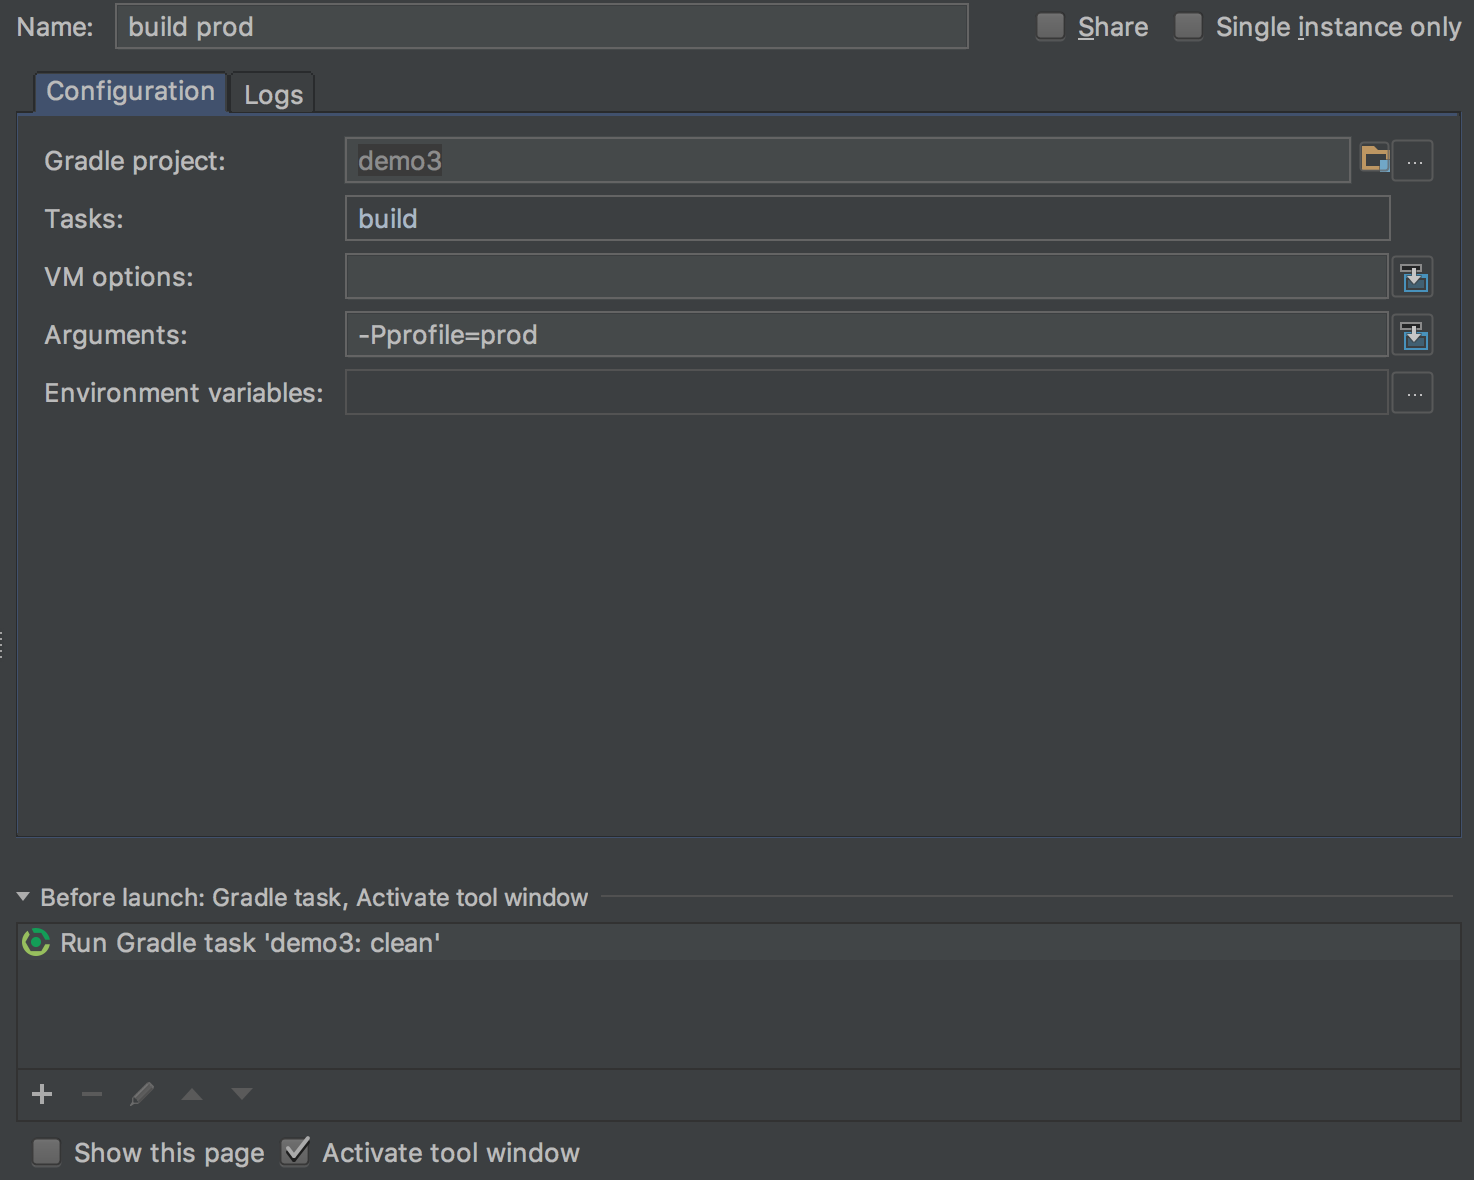 Name: build prod Share Single instance only
Configuration Logs
Gradle project: demo3 ...
Tasks: build
VM options:
Arguments: -Pprofile=prod
Environment variables: ...
Before launch: Gradle task, Activate tool window
Run Gradle task 'demo3: clean'
Show this page Activate tool window